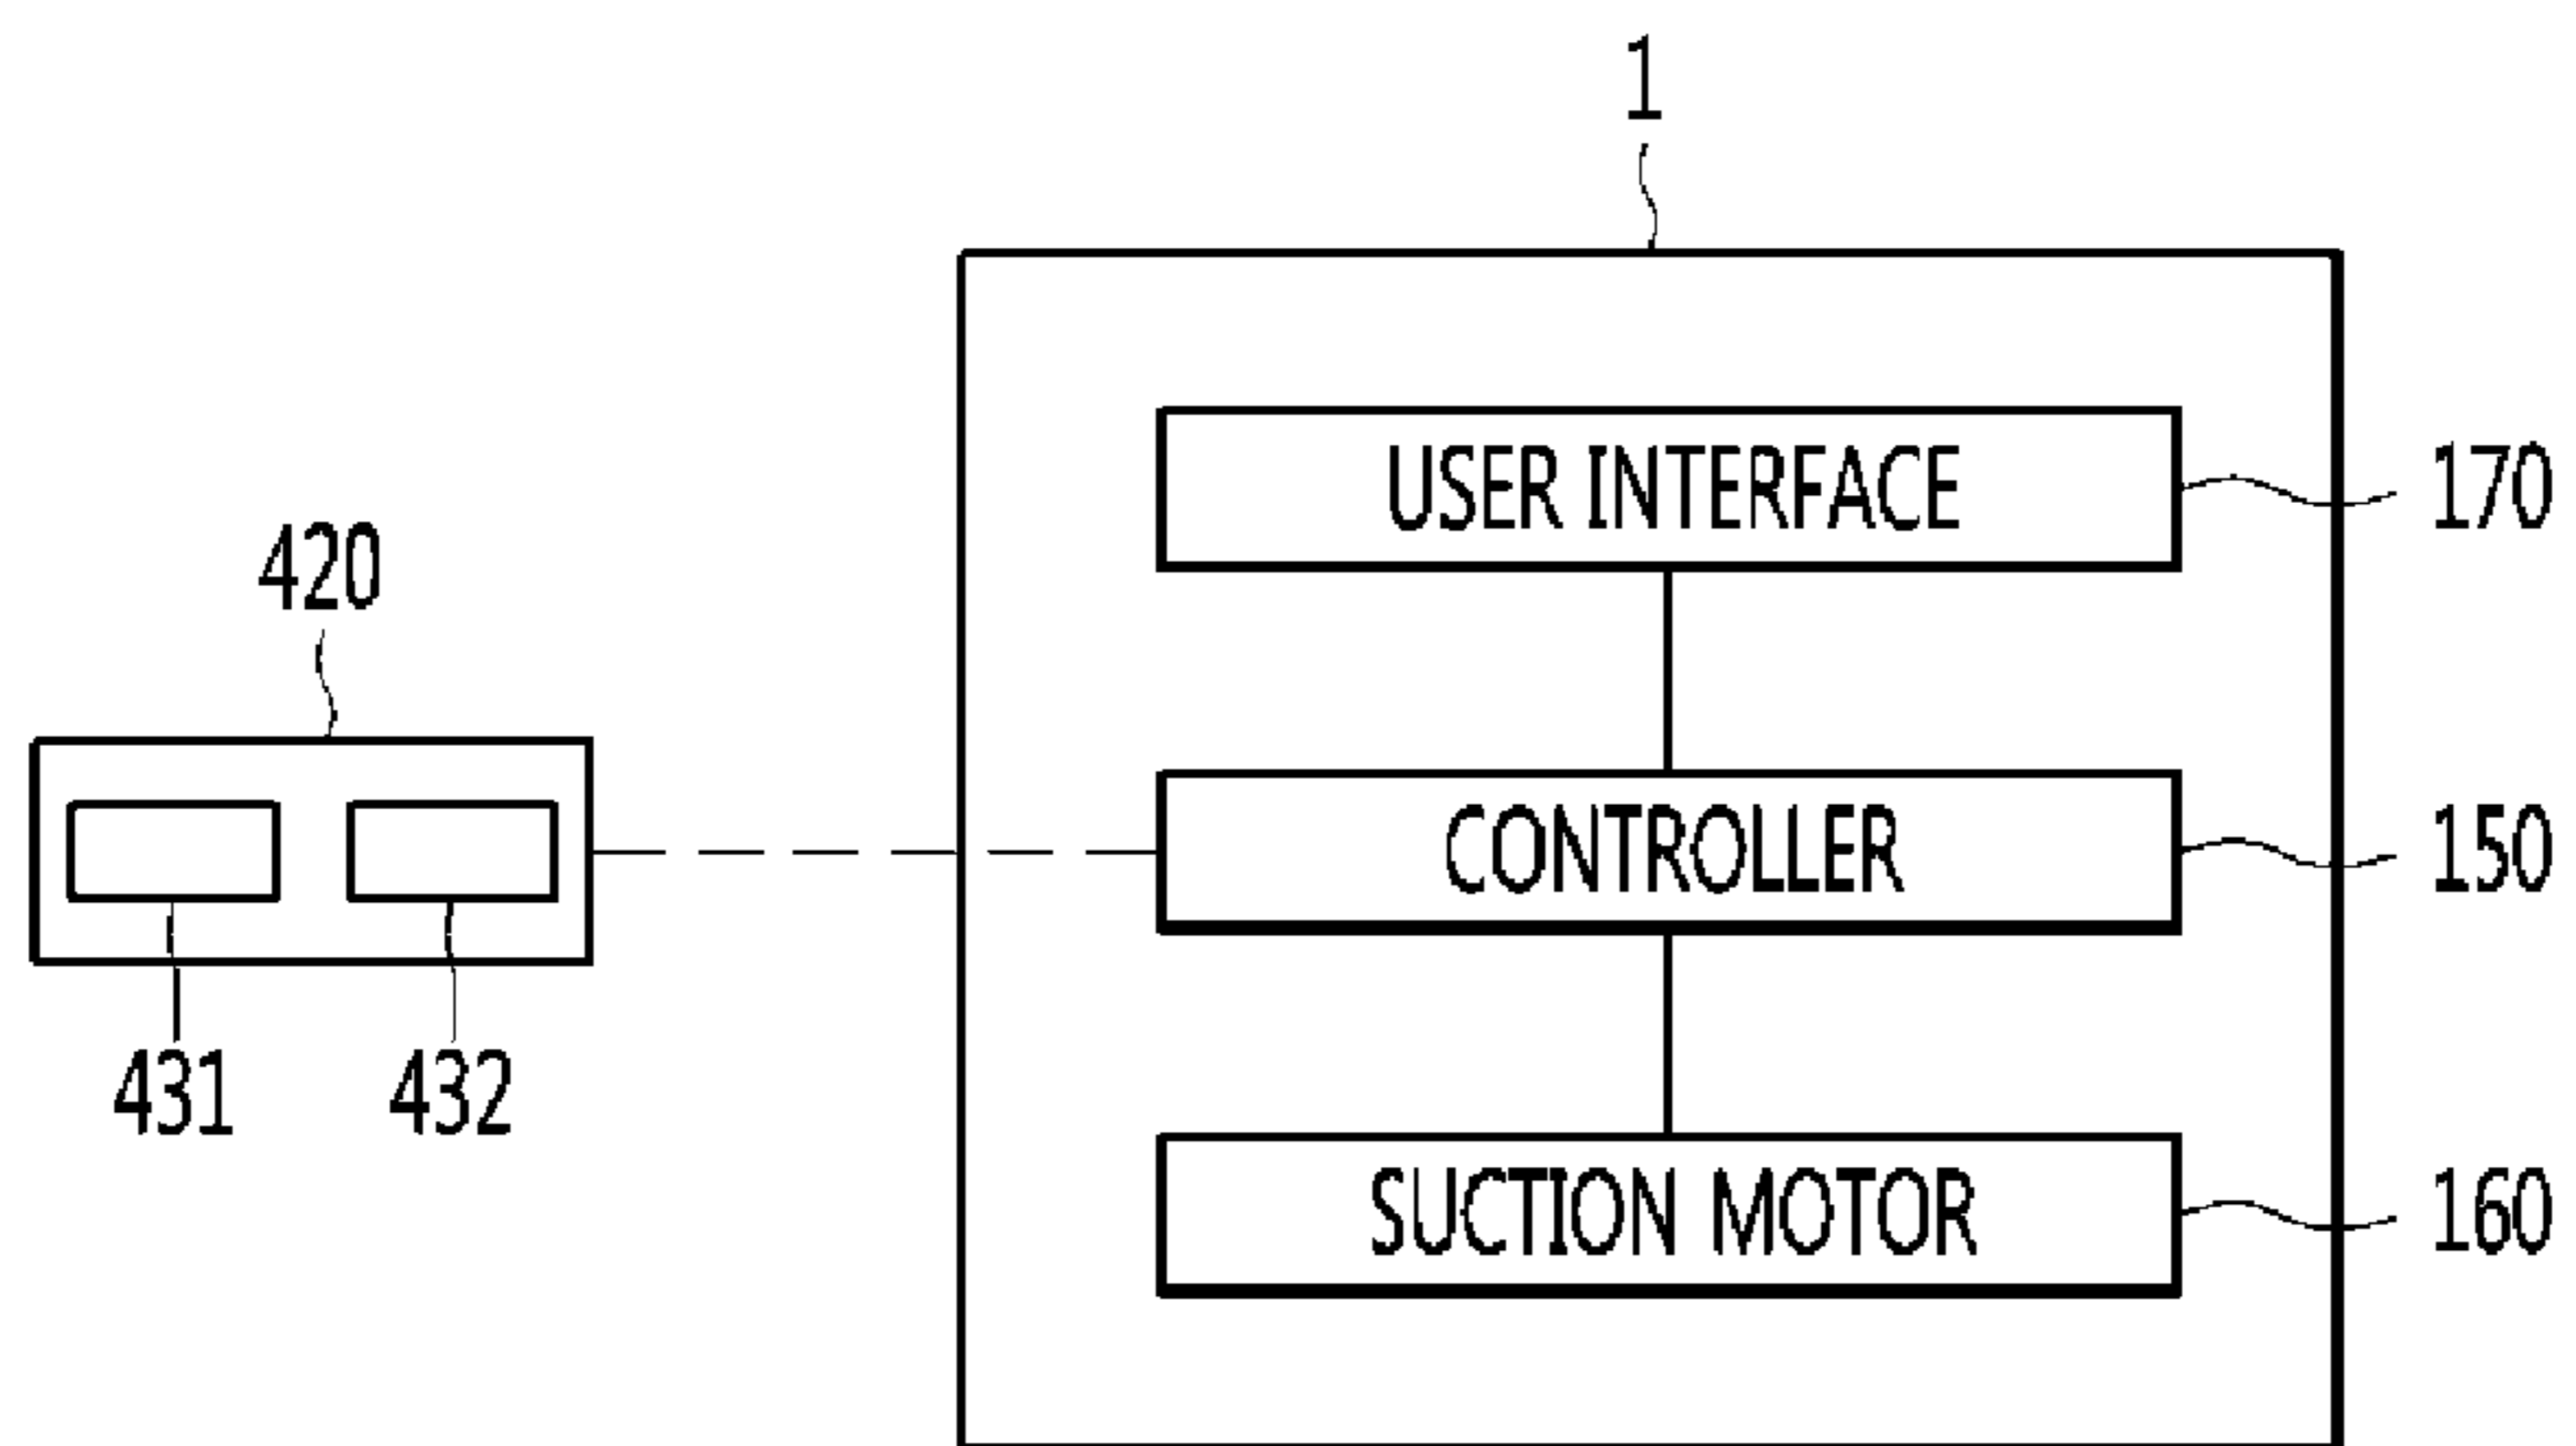 1
USER INTERFACE
170
420
CONTROLLER
150
431
432
SUCTION MOTOR
160